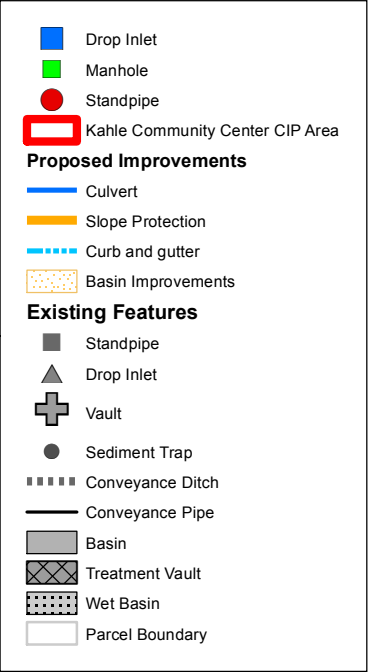 Drop Inlet
Manhole
Standpipe
Kahle Community Center CIP Area
Proposed Improvements
Culvert
Slope Protection
Curb and gutter
Basin Improvements
Existing Features
Standpipe
Drop Inlet
Vault
Sediment Trap
Conveyance Ditch
Conveyance Pipe
Basin
Treatment Vault
Wet Basin
Parcel Boundary